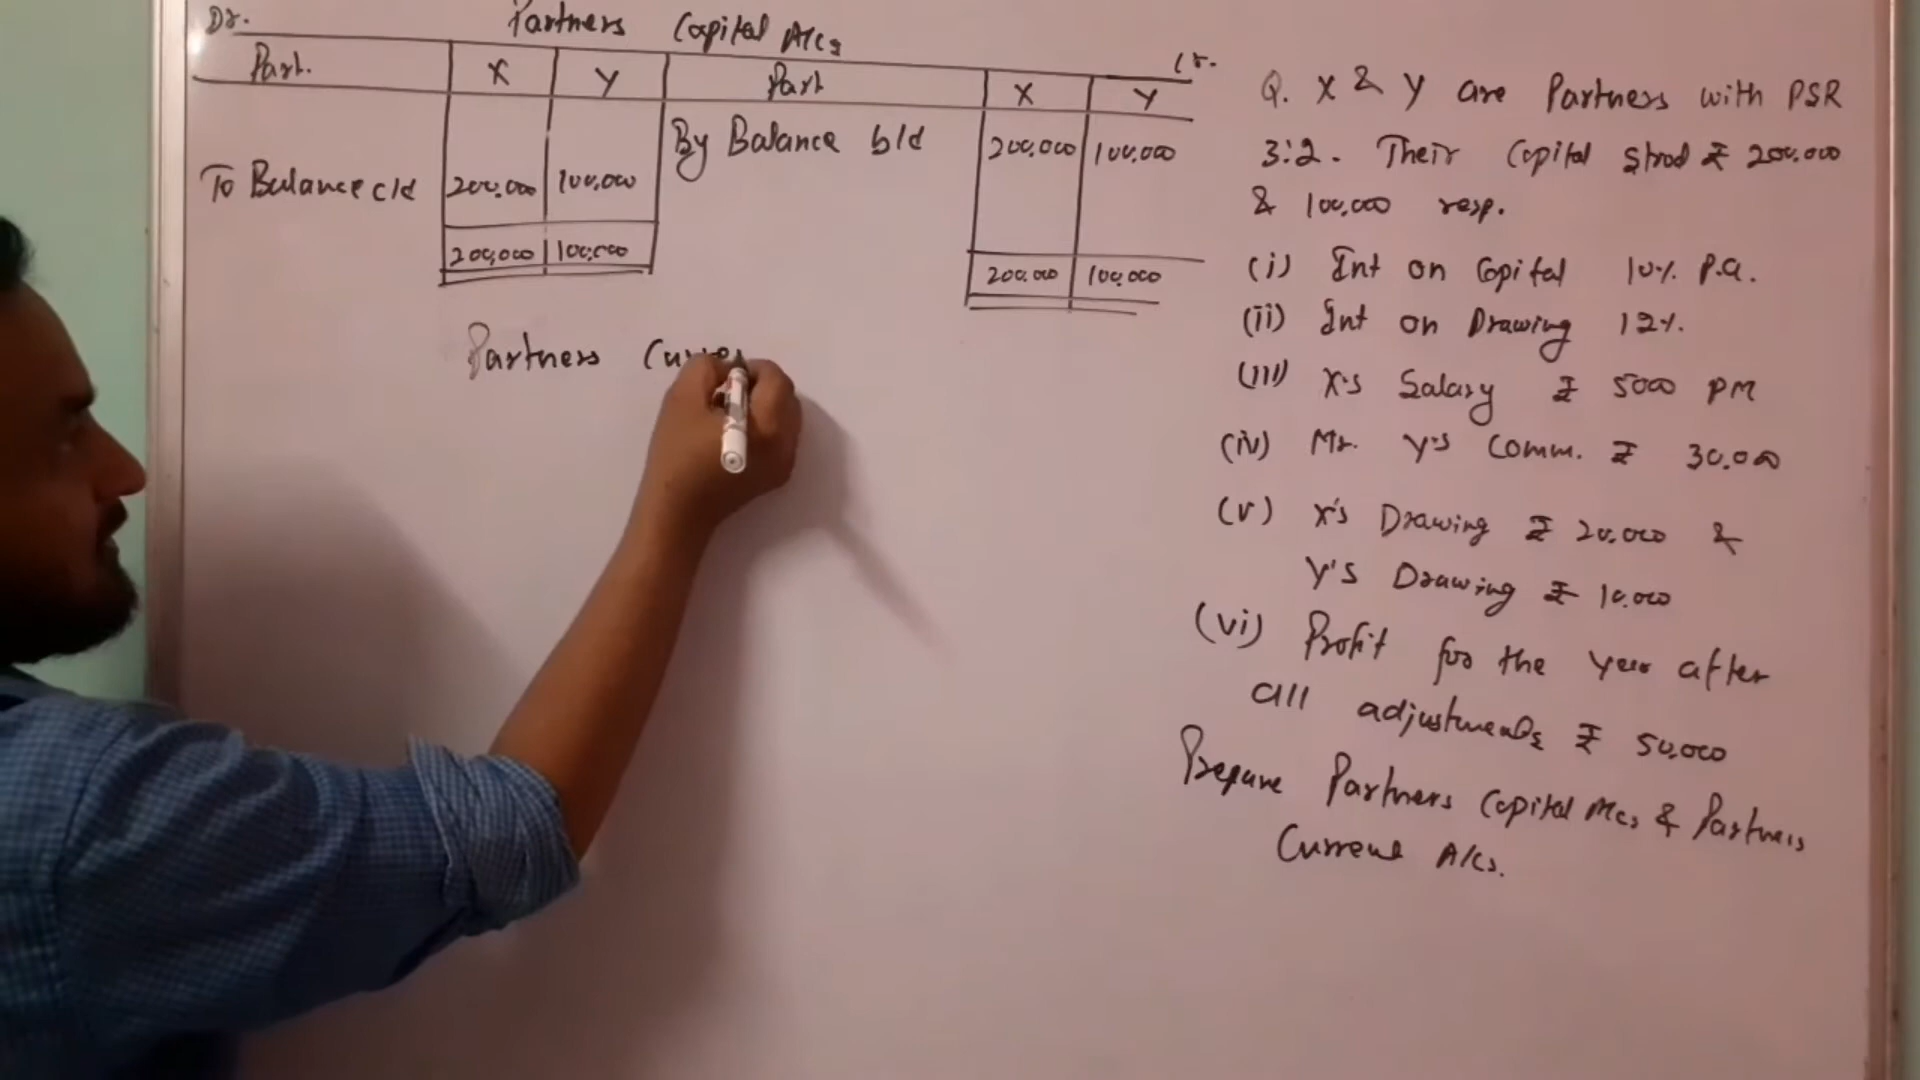 Dr. Partners Capital A/Cs Cr.
Part. X Y Part X Y
By Balance b/d 200,000 100,000
To Balance c/d 200,000 100,000
200,000 100,000 200,000 100,000
Partners Curre
Q. X & Y are Partners with PSR
3:2. Their Capital stood ₹ 200,000
& 100,000 resp.
(i) Int on Capital 10% P.a.
(ii) Int on Drawing 12%.
(iii) X's Salary ₹ 5000 PM
(iv) Mr. Y's Comm. ₹ 30,000
(v) X's Drawing ₹ 20,000 &
Y's Drawing ₹ 10,000
(vi) Profit for the year after
all adjustments ₹ 50,000
Prepare Partners Capital A/Cs & Partners
Current A/Cs.